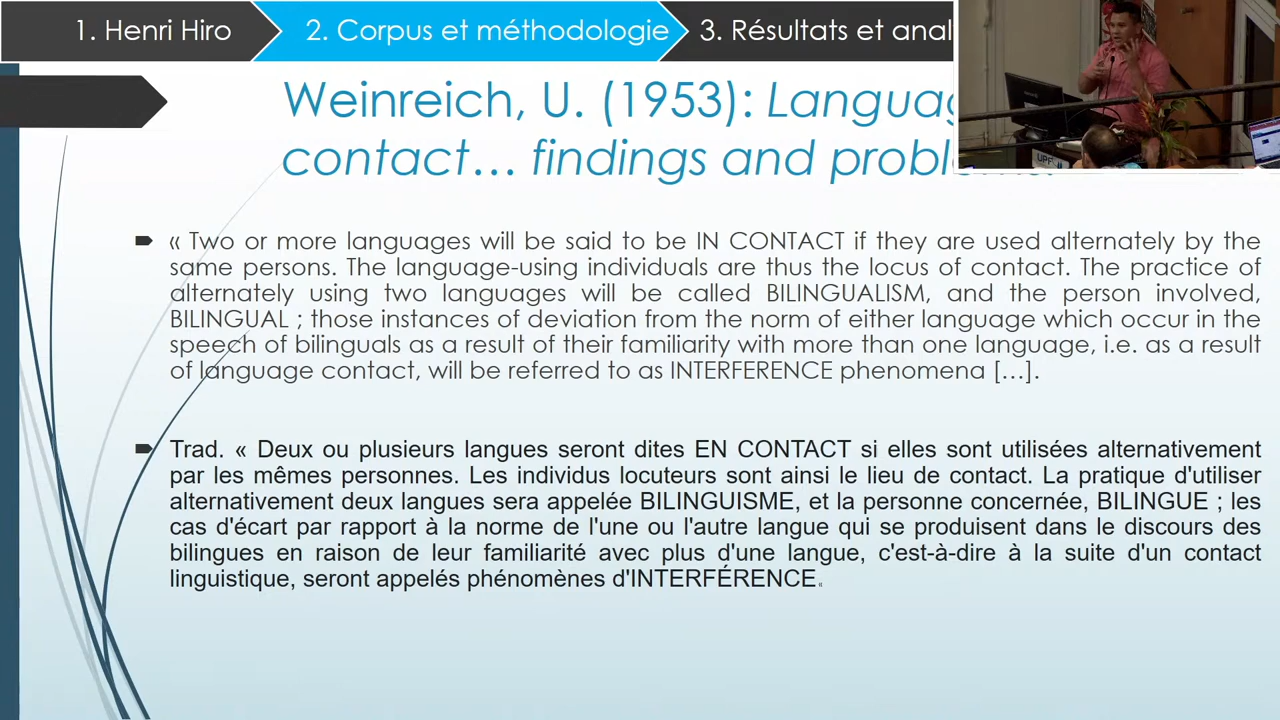 1. Henri Hiro
2. Corpus et méthodologie
3. Résultats et anal
Weinreich, U. (1953): Languag
contact… findings and probl
« Two or more languages will be said to be IN CONTACT if they are used alternately by the
same persons. The language-using individuals are thus the locus of contact. The practice of
alternately using two languages will be called BILINGUALISM, and the person involved,
BILINGUAL ; those instances of deviation from the norm of either language which occur in the
speech of bilinguals as a result of their familiarity with more than one language, i.e. as a result
of language contact, will be referred to as INTERFERENCE phenomena […].
Trad. « Deux ou plusieurs langues seront dites EN CONTACT si elles sont utilisées alternativement
par les mêmes personnes. Les individus locuteurs sont ainsi le lieu de contact. La pratique d'utiliser
alternativement deux langues sera appelée BILINGUISME, et la personne concernée, BILINGUE ; les
cas d'écart par rapport à la norme de l'une ou l'autre langue qui se produisent dans le discours des
bilingues en raison de leur familiarité avec plus d'une langue, c'est-à-dire à la suite d'un contact
linguistique, seront appelés phénomènes d'INTERFÉRENCE.
UPF